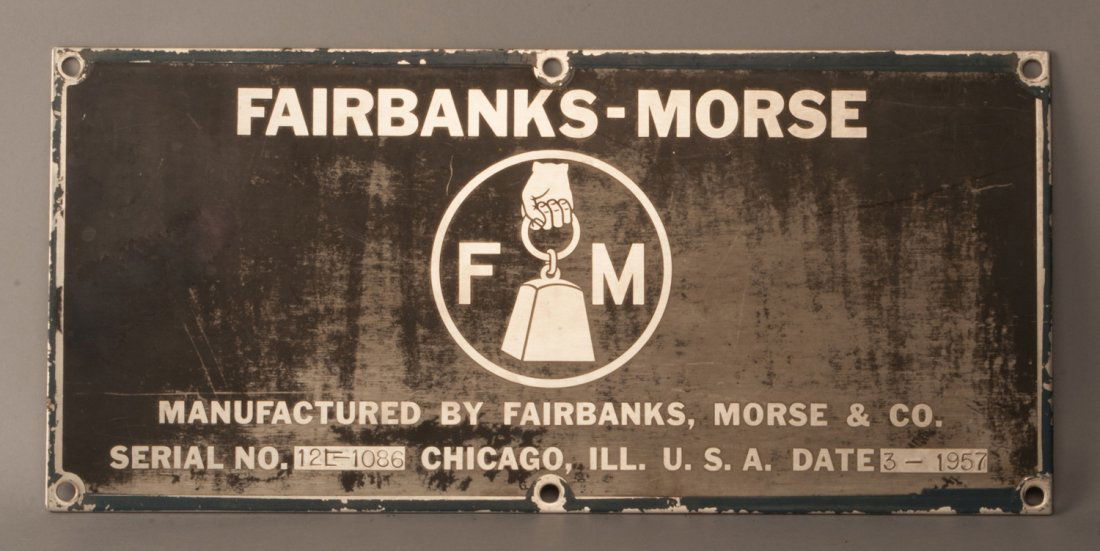 FAIRBANKS-MORSE
F M
MANUFACTURED BY FAIRBANKS, MORSE & CO.
SERIAL NO. 12L-1086 CHICAGO, ILL. U. S. A. DATE 3 - 1957